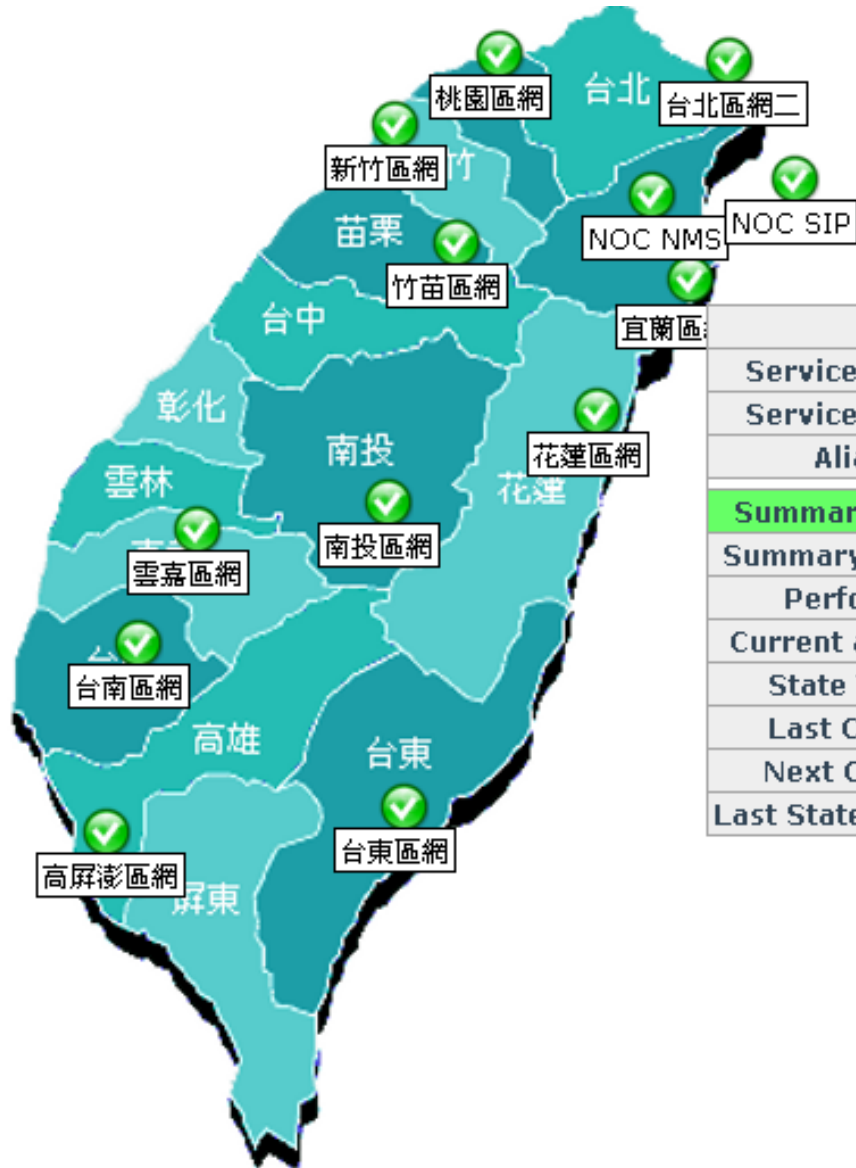 台北
桃園區網
台北區網二
新竹區網
竹
NOC NMS
NOC SIP
苗栗
竹苗區網
宜蘭區
台中
Service
Service
彰化
花蓮區網
南投
雲林
花蓮
南投區網
Summary
雲嘉區網
Current
State
台南區網
高雄
台東
Last
Next
Last State
高屏澎區網
台東區網
屏東